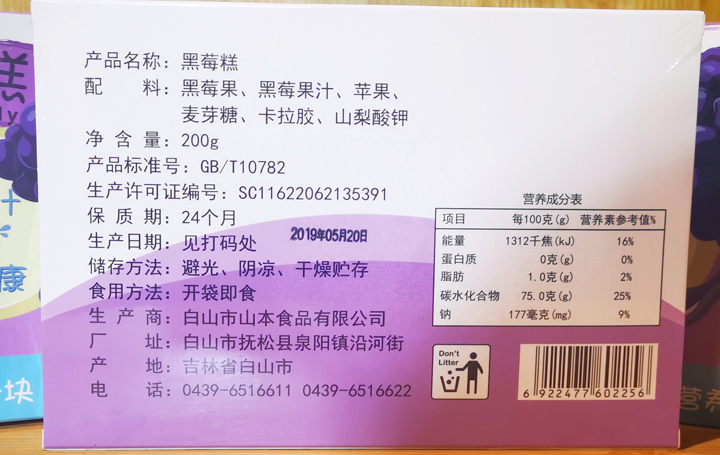 产品名称：黑莓糕
配　　料：黑莓果、黑莓果汁、苹果、
麦芽糖、卡拉胶、山梨酸钾
净 含 量：200g
产品标准号：GB/T10782
生产许可证编号：SC11622062135391
保 质 期：24个月
生产日期：见打码处
2019年05月20日
储存方法：避光、阴凉、干燥贮存
食用方法：开袋即食
生 产 商：白山市山本食品有限公司
厂　　址：白山市抚松县泉阳镇沿河街
产　　地：吉林省白山市
电　　话：0439-6516611 0439-6516622
营养成分表
项目 每100克(g) 营养素参考值%
能量 1312千焦(kJ) 16%
蛋白质 0克(g) 0%
脂肪 1.0克(g) 2%
碳水化合物 75.0克(g) 25%
钠 177毫克(mg) 9%
Don't
Litter
6 922477 602256
糕
ly
汁
康
块
营养